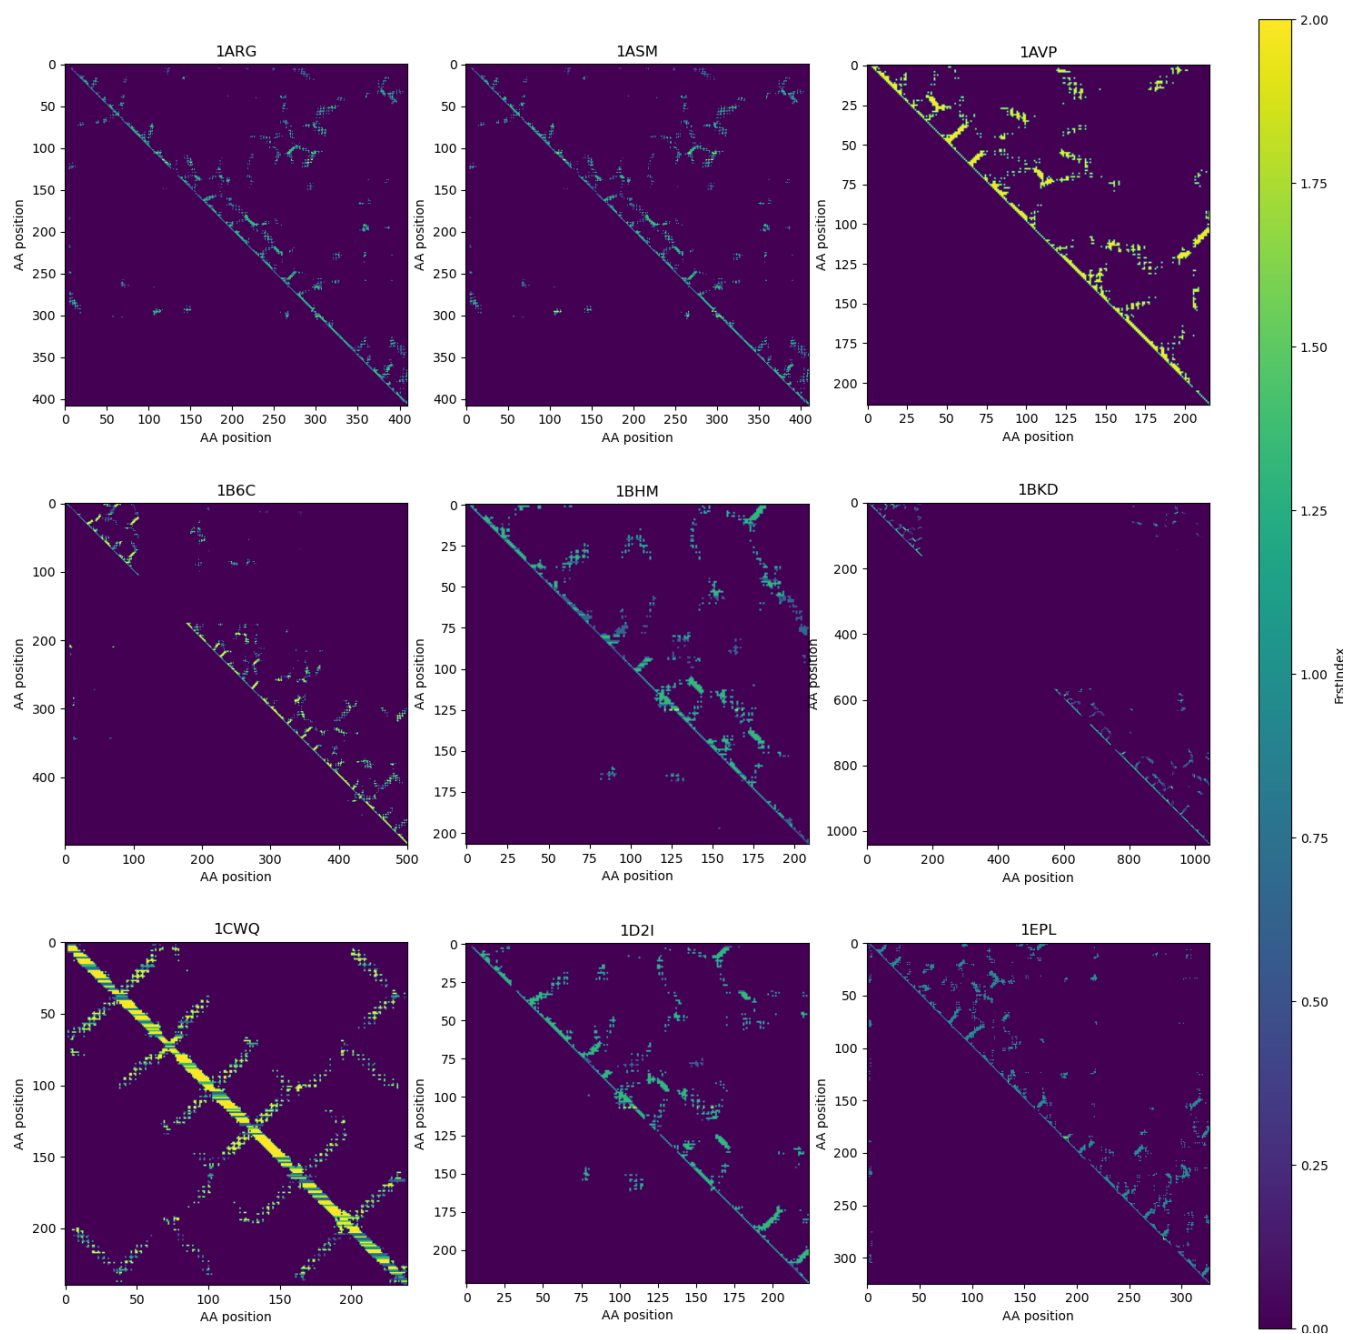 1ARG
0
50
100
150
200
250
300
350
400
0 50 100 150 200 250 300 350 400
AA position
AA position
1ASM
0
50
100
150
200
250
300
350
400
0 50 100 150 200 250 300 350 400
AA position
AA position
1AVP
0
25
50
75
100
125
150
175
200
0 25 50 75 100 125 150 175 200
AA position
AA position
1B6C
0
100
200
300
400
0 100 200 300 400 500
AA position
AA position
1BHM
0
25
50
75
100
125
150
175
200
0 25 50 75 100 125 150 175 200
AA position
AA position
1BKD
0
200
400
600
800
1000
0 200 400 600 800 1000
AA position
AA position
1CWQ
0
50
100
150
200
0 50 100 150 200
AA position
AA position
1D2I
0
25
50
75
100
125
150
175
200
0 25 50 75 100 125 150 175 200
AA position
AA position
1EPL
0
50
100
150
200
250
300
0 50 100 150 200 250 300
AA position
AA position
2.00
1.75
1.50
1.25
1.00
0.75
0.50
0.25
0.00
FrstIndex